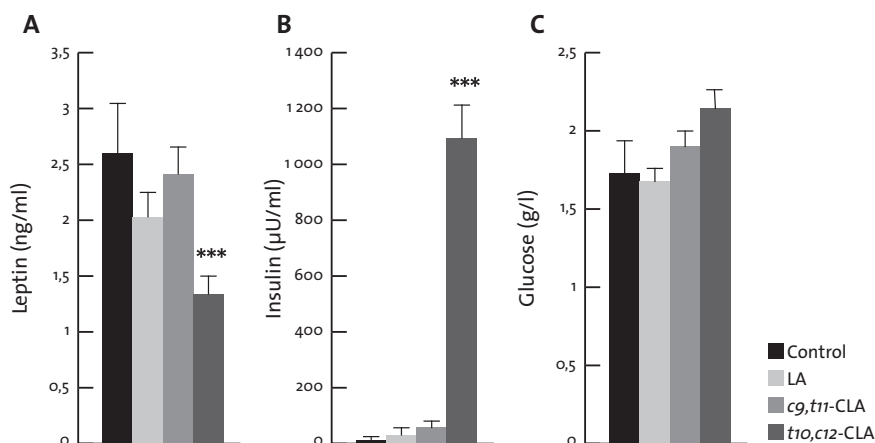 A
Leptin (ng/ml)
3,5
3
2,5
2
1,5
1
0,5
0
***
B
Insulin (µU/ml)
1 400
1 200
1 000
800
600
400
200
0
***
C
Glucose (g/l)
2,5
2
1,5
1
0,5
0
Control
LA
c9,t11-CLA
t10,c12-CLA